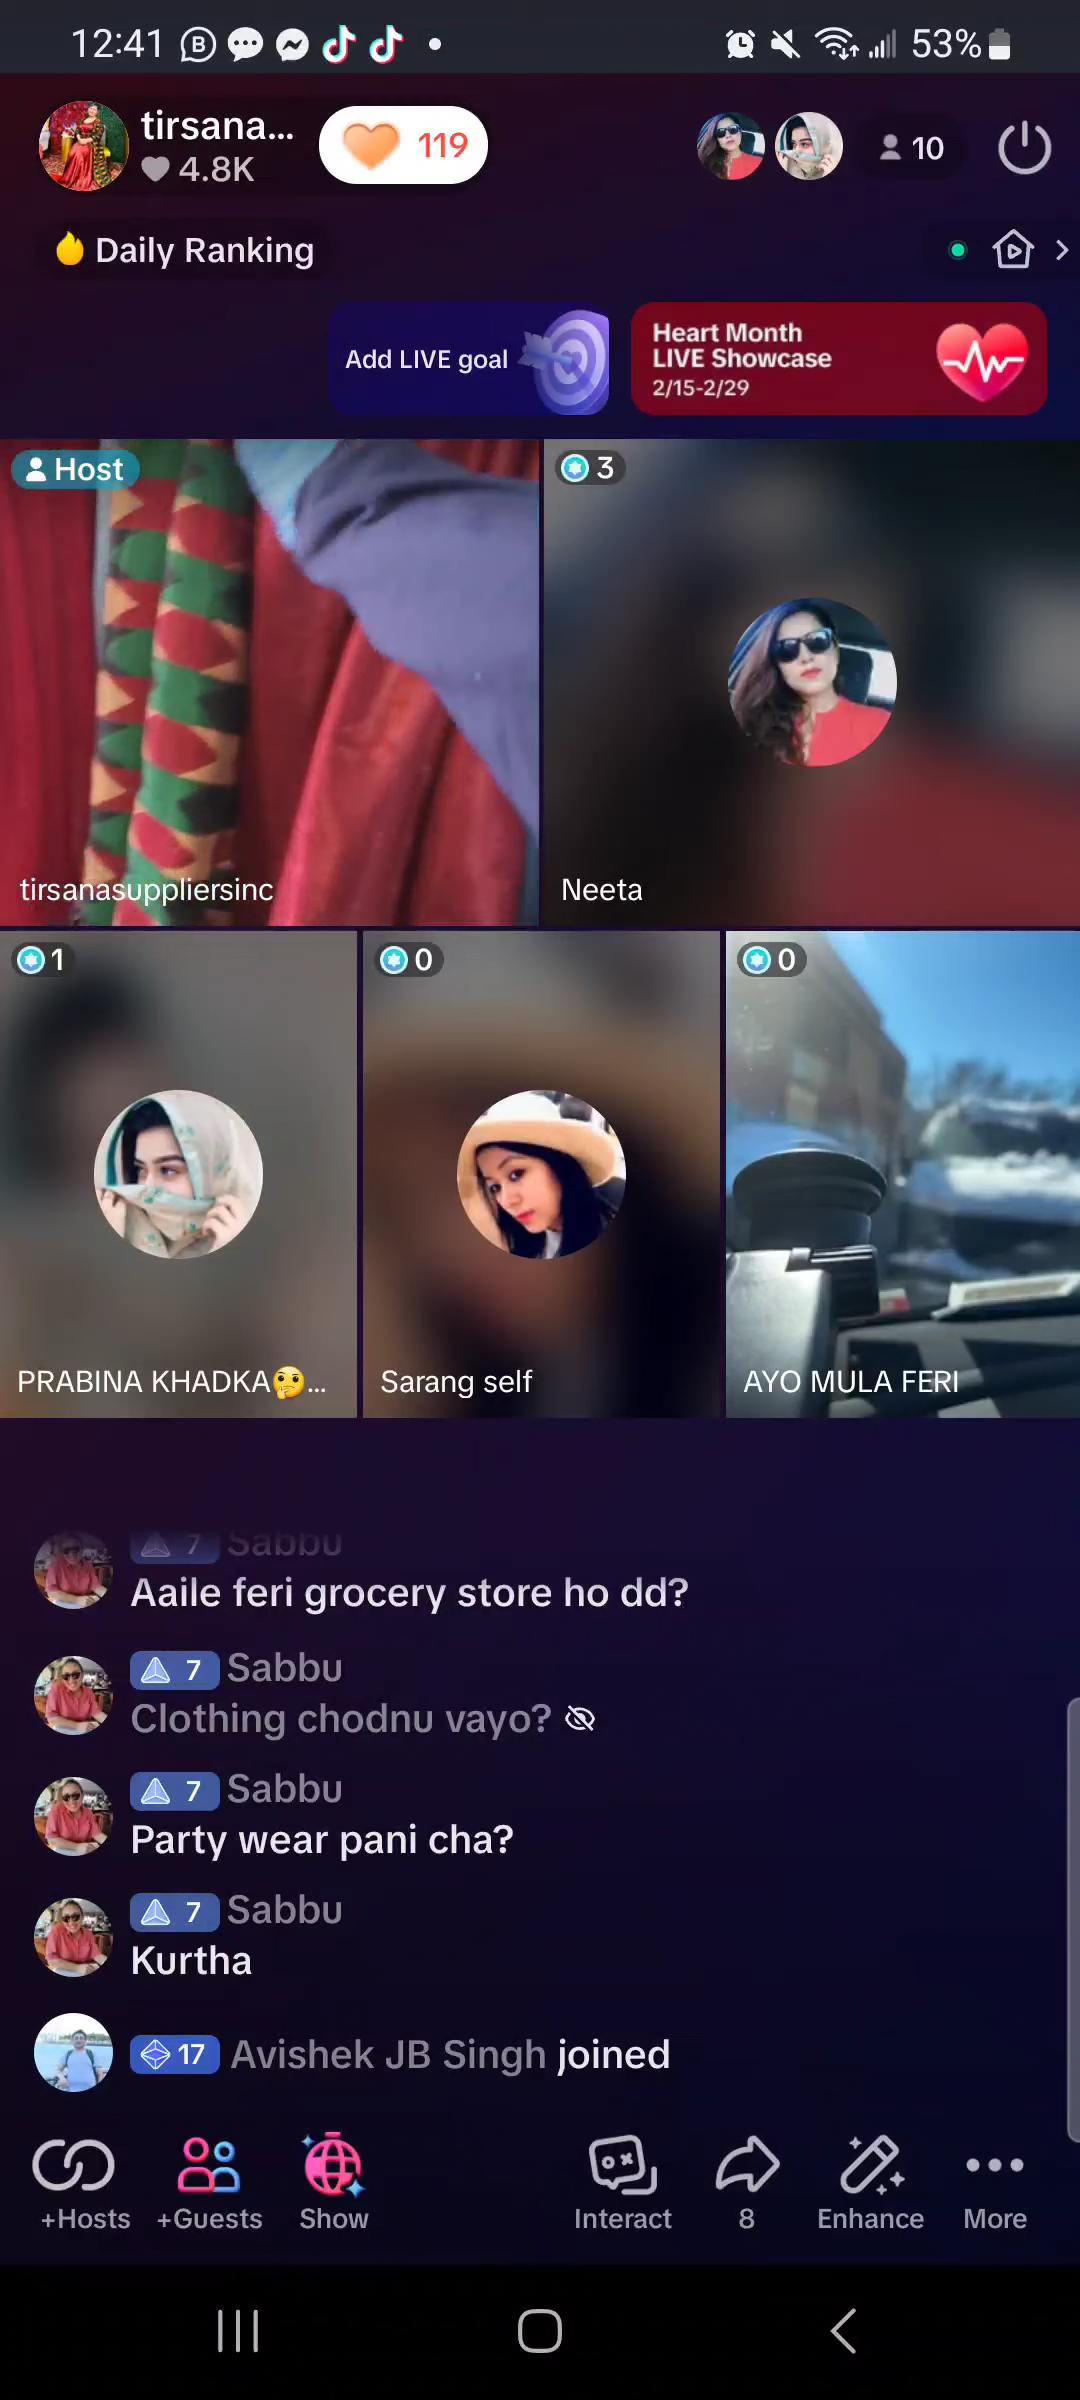 12:41
53%
tirsana...
4.8K
119
10
Daily Ranking
Add LIVE goal
Heart Month
LIVE Showcase
2/15-2/29
Host
3
tirsanasuppliersinc
Neeta
1
0
0
PRABINA KHADKA🤔...
Sarang self
AYO MULA FERI
7 Sabbu
Aaile feri grocery store ho dd?
7 Sabbu
Clothing chodnu vayo?
7 Sabbu
Party wear pani cha?
7 Sabbu
Kurtha
17 Avishek JB Singh joined
+Hosts
+Guests
Show
Interact
8
Enhance
More